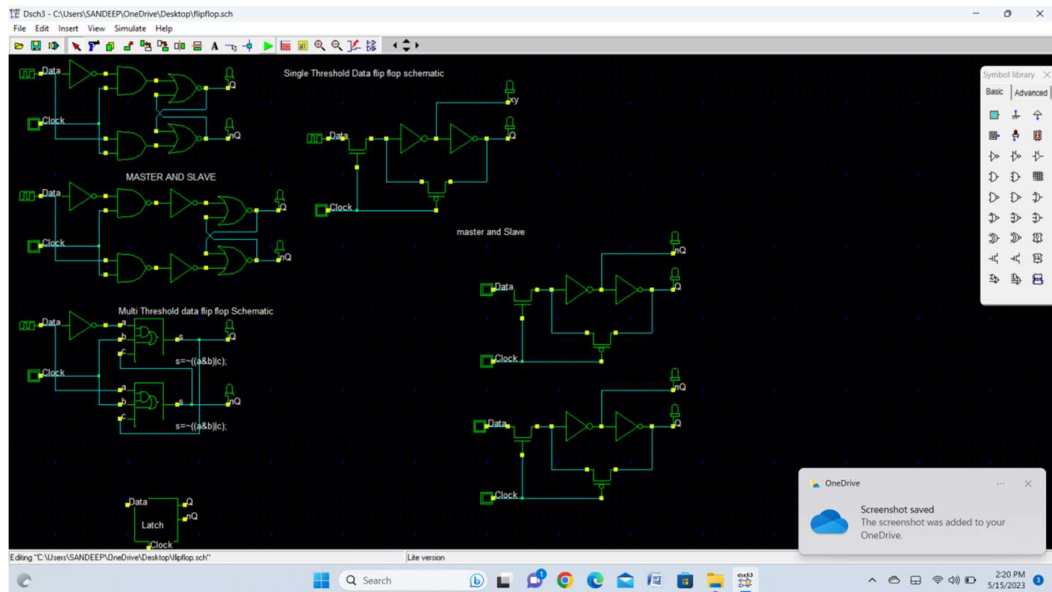 Dsch3 - C:\Users\SANDEEP\OneDrive\Desktop\flipflop.sch
File Edit Insert View Simulate Help
Data
Q
Clock
nQ
Single Threshold Data flip flop schematic
xy
Data
Q
Clock
Symbol library
Basic Advanced
MASTER AND SLAVE
Data
Q
Clock
nQ
master and Slave
nQ
Data
Q
Clock
Multi Threshold data flip flop Schematic
Data
a
b
c
s
Q
s=~((a&b)|c);
Clock
a
b
c
s
nQ
s=~((a&b)|c);
nQ
Data
Q
Clock
Data
Q
nQ
Latch
Clock
OneDrive
Screenshot saved
The screenshot was added to your
OneDrive.
Editing "C:\Users\SANDEEP\OneDrive\Desktop\flipflop.sch"
Lite version
Search
2:20 PM
5/15/2023
3